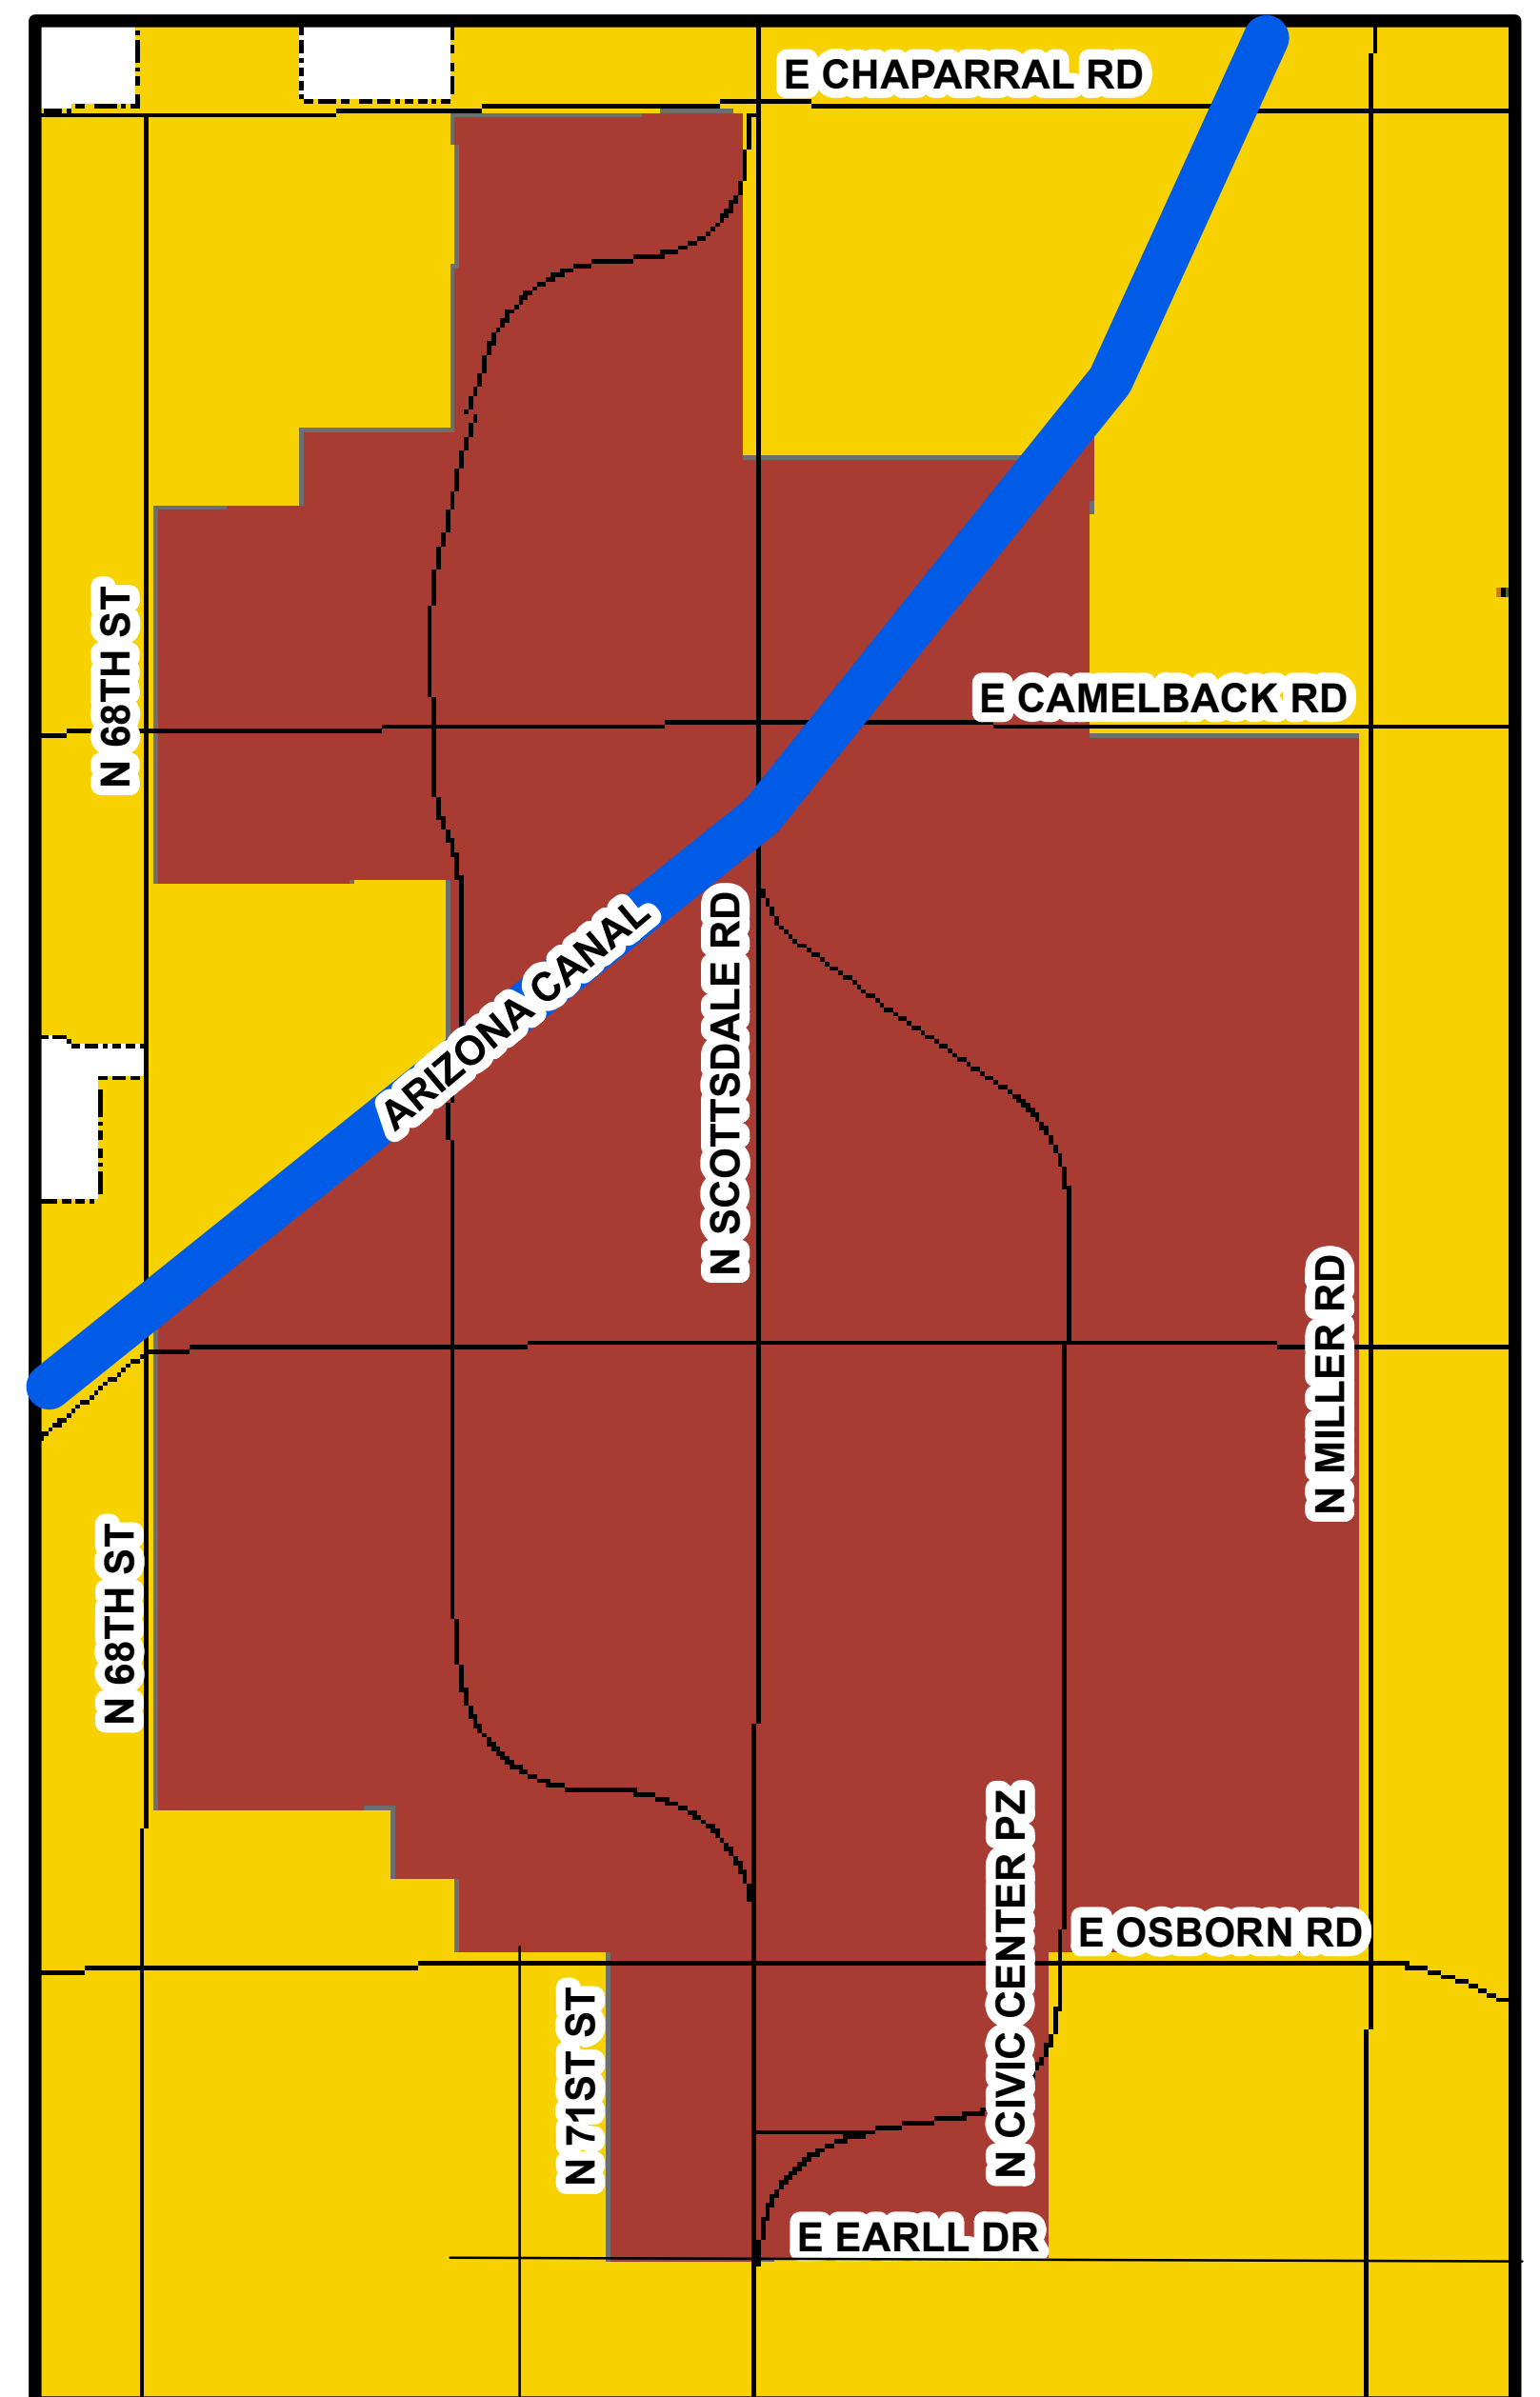 E CHAPARRAL RD
N 68TH ST
E CAMELBACK RD
ARIZONA CANAL
N SCOTTSDALE RD
N MILLER RD
N 68TH ST
N CIVIC CENTER PZ
E OSBORN RD
N 71ST ST
E EARLL DR